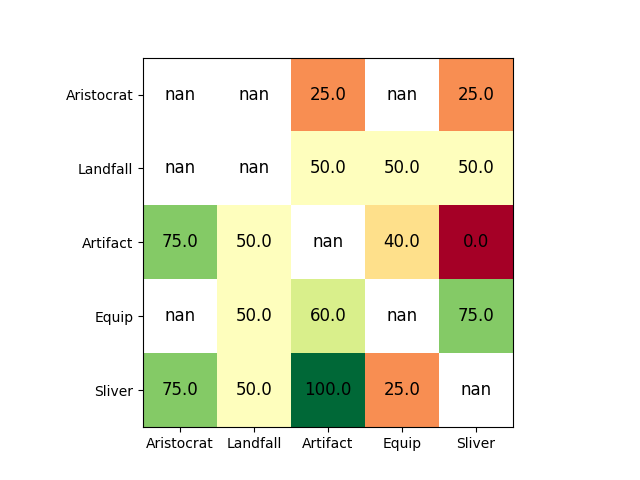 Aristocrat nan nan 25.0 nan 25.0
Landfall nan nan 50.0 50.0 50.0
Artifact 75.0 50.0 nan 40.0 0.0
Equip nan 50.0 60.0 nan 75.0
Sliver 75.0 50.0 100.0 25.0 nan
Aristocrat Landfall Artifact Equip Sliver